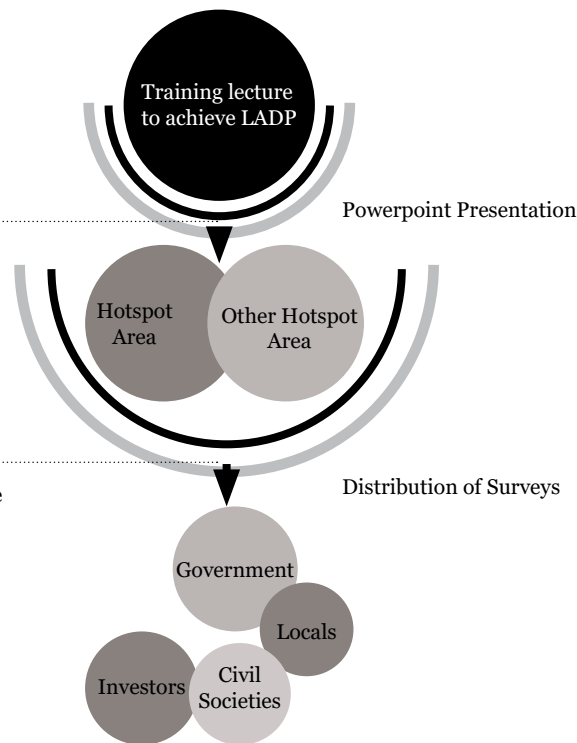 Training lecture
to achieve LADP
Powerpoint Presentation
Hotspot
Area
Other Hotspot
Area
Distribution of Surveys
Government
Locals
Investors
Civil
Societies